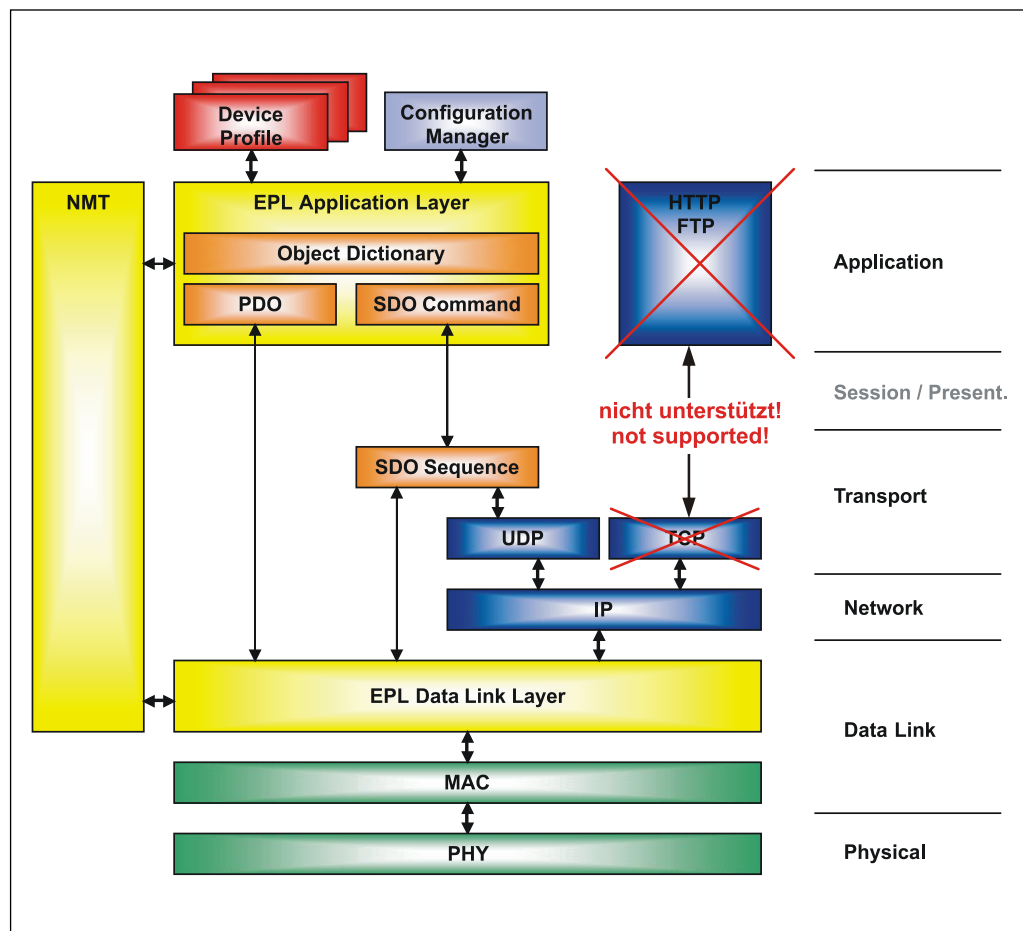 Device
Profile
Configuration
Manager
NMT
EPL Application Layer
HTTP
FTP
Object Dictionary
Application
PDO
SDO Command
Session / Present.
nicht unterstützt!
not supported!
SDO Sequence
Transport
UDP
TCP
IP
Network
EPL Data Link Layer
Data Link
MAC
PHY
Physical